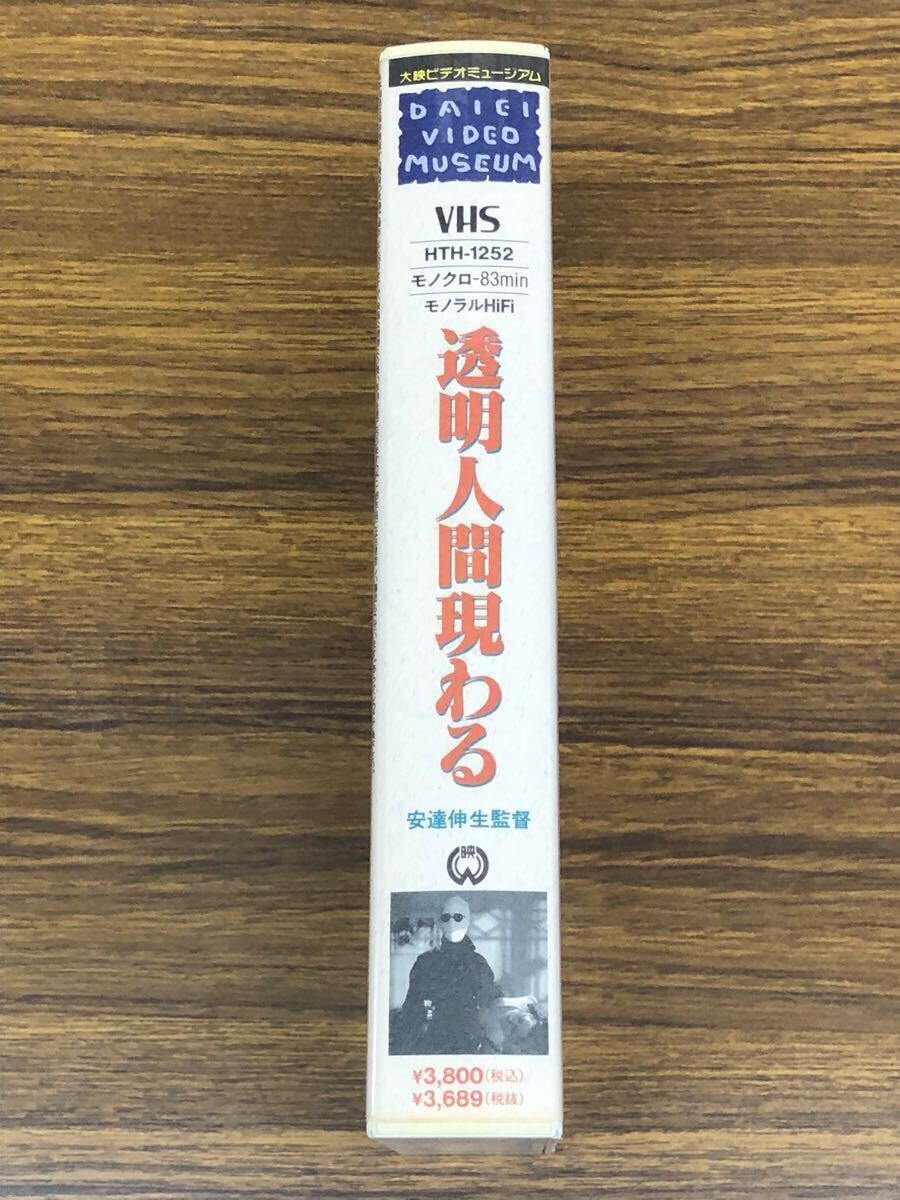 大映ビデオミュージアム
DAIEI
VIDEO
MUSEUM
VHS
HTH-1252
モノクロ-83min
モノラルHiFi
透明人間現わる
安達伸生監督
映
¥3,800(税込)
¥3,689(税抜)